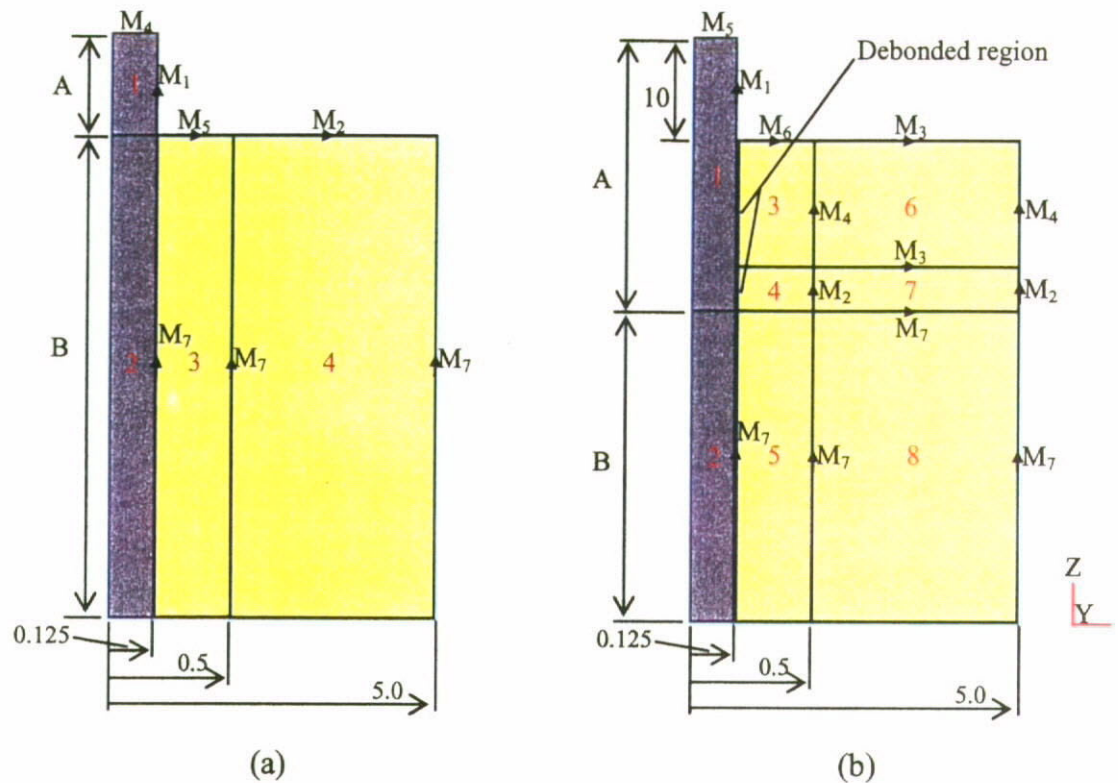 M₄
A
1
M₁
M₅
M₂
B
M₇
2
3
M₇
4
M₇
0.125
0.5
5.0
(a)
M₅
Debonded region
10
M₁
M₆
M₃
A
1
3
M₄
6
M₄
M₃
4
M₂
7
M₂
M₇
B
M₇
2
5
M₇
8
M₇
0.125
0.5
5.0
Z
Y
(b)